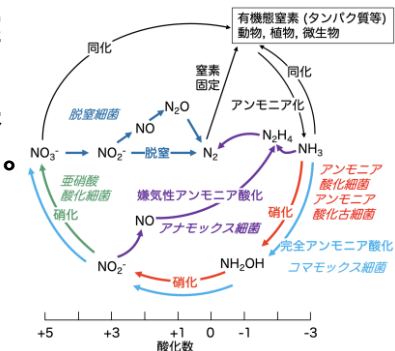 有機態窒素 (タンパク質等)
動物, 植物, 微生物
同化
窒素
固定
同化
アンモニア化
脱窒細菌
N₂O
NO
N₂H₄
NO₃⁻
NO₂⁻
脱窒
N₂
NH₃
亜硝酸
酸化細菌
硝化
嫌気性アンモニア酸化
NO
アナモックス細菌
アンモニア
酸化細菌
アンモニア
酸化古細菌
硝化
完全アンモニア酸化
コマモックス細菌
NO₂⁻
硝化
NH₂OH
+5
+3
+1
0
-1
-3
酸化数